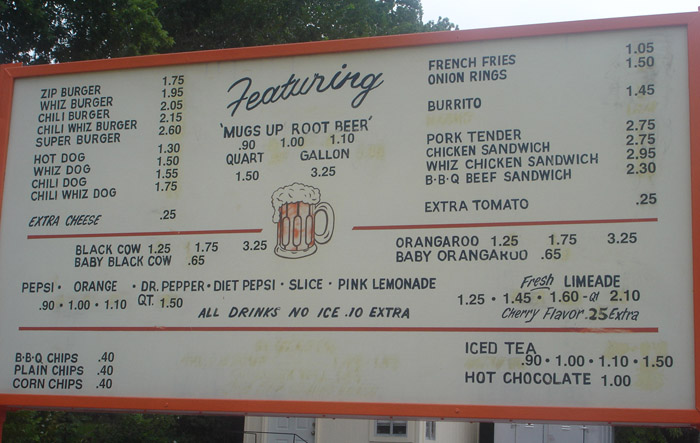 Featuring
'MUGS UP ROOT BEER'
.90 1.00 1.10
QUART GALLON
1.50 3.25
ZIP BURGER 1.75
WHIZ BURGER 1.95
CHILI BURGER 2.05
CHILI WHIZ BURGER 2.15
SUPER BURGER 2.60
HOT DOG 1.30
WHIZ DOG 1.50
CHILI DOG 1.55
CHILI WHIZ DOG 1.75
EXTRA CHEESE .25
FRENCH FRIES 1.05
ONION RINGS 1.50
BURRITO 1.45
PORK TENDER 2.75
CHICKEN SANDWICH 2.75
WHIZ CHICKEN SANDWICH 2.95
B·B·Q BEEF SANDWICH 2.30
EXTRA TOMATO .25
BLACK COW 1.25 1.75 3.25
BABY BLACK COW .65
ORANGAROO 1.25 1.75 3.25
BABY ORANGAROO .65
PEPSI · ORANGE · DR. PEPPER · DIET PEPSI · SLICE · PINK LEMONADE
.90 · 1.00 · 1.10 QT. 1.50
ALL DRINKS NO ICE .10 EXTRA
Fresh LIMEADE
1.25 · 1.45 · 1.60 - Qt 2.10
Cherry Flavor .25 Extra
B·B·Q CHIPS .40
PLAIN CHIPS .40
CORN CHIPS .40
ICED TEA
.90 · 1.00 · 1.10 · 1.50
HOT CHOCOLATE 1.00